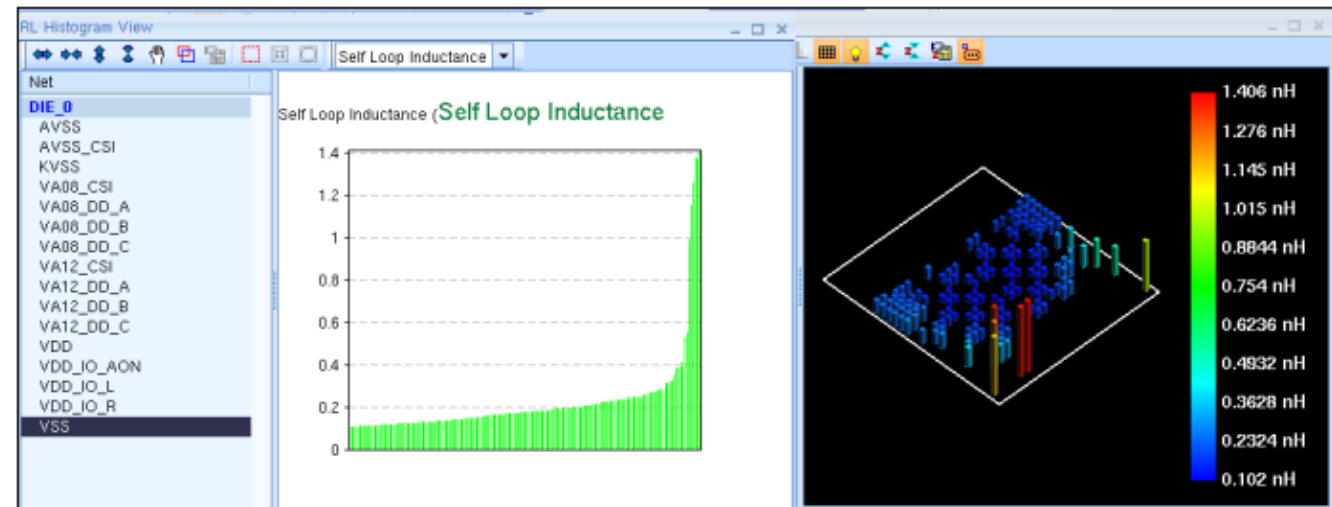 RL Histogram View
Self Loop Inductance
Net
DIE_0
AVSS
AVSS_CSI
KVSS
VA08_CSI
VA08_DD_A
VA08_DD_B
VA08_DD_C
VA12_CSI
VA12_DD_A
VA12_DD_B
VA12_DD_C
VDD
VDD_IO_AON
VDD_IO_L
VDD_IO_R
VSS
Self Loop Inductance (Self Loop Inductance
1.4
1.2
1
0.8
0.6
0.4
0.2
0
1.406 nH
1.276 nH
1.145 nH
1.015 nH
0.8844 nH
0.754 nH
0.6236 nH
0.4932 nH
0.3628 nH
0.2324 nH
0.102 nH